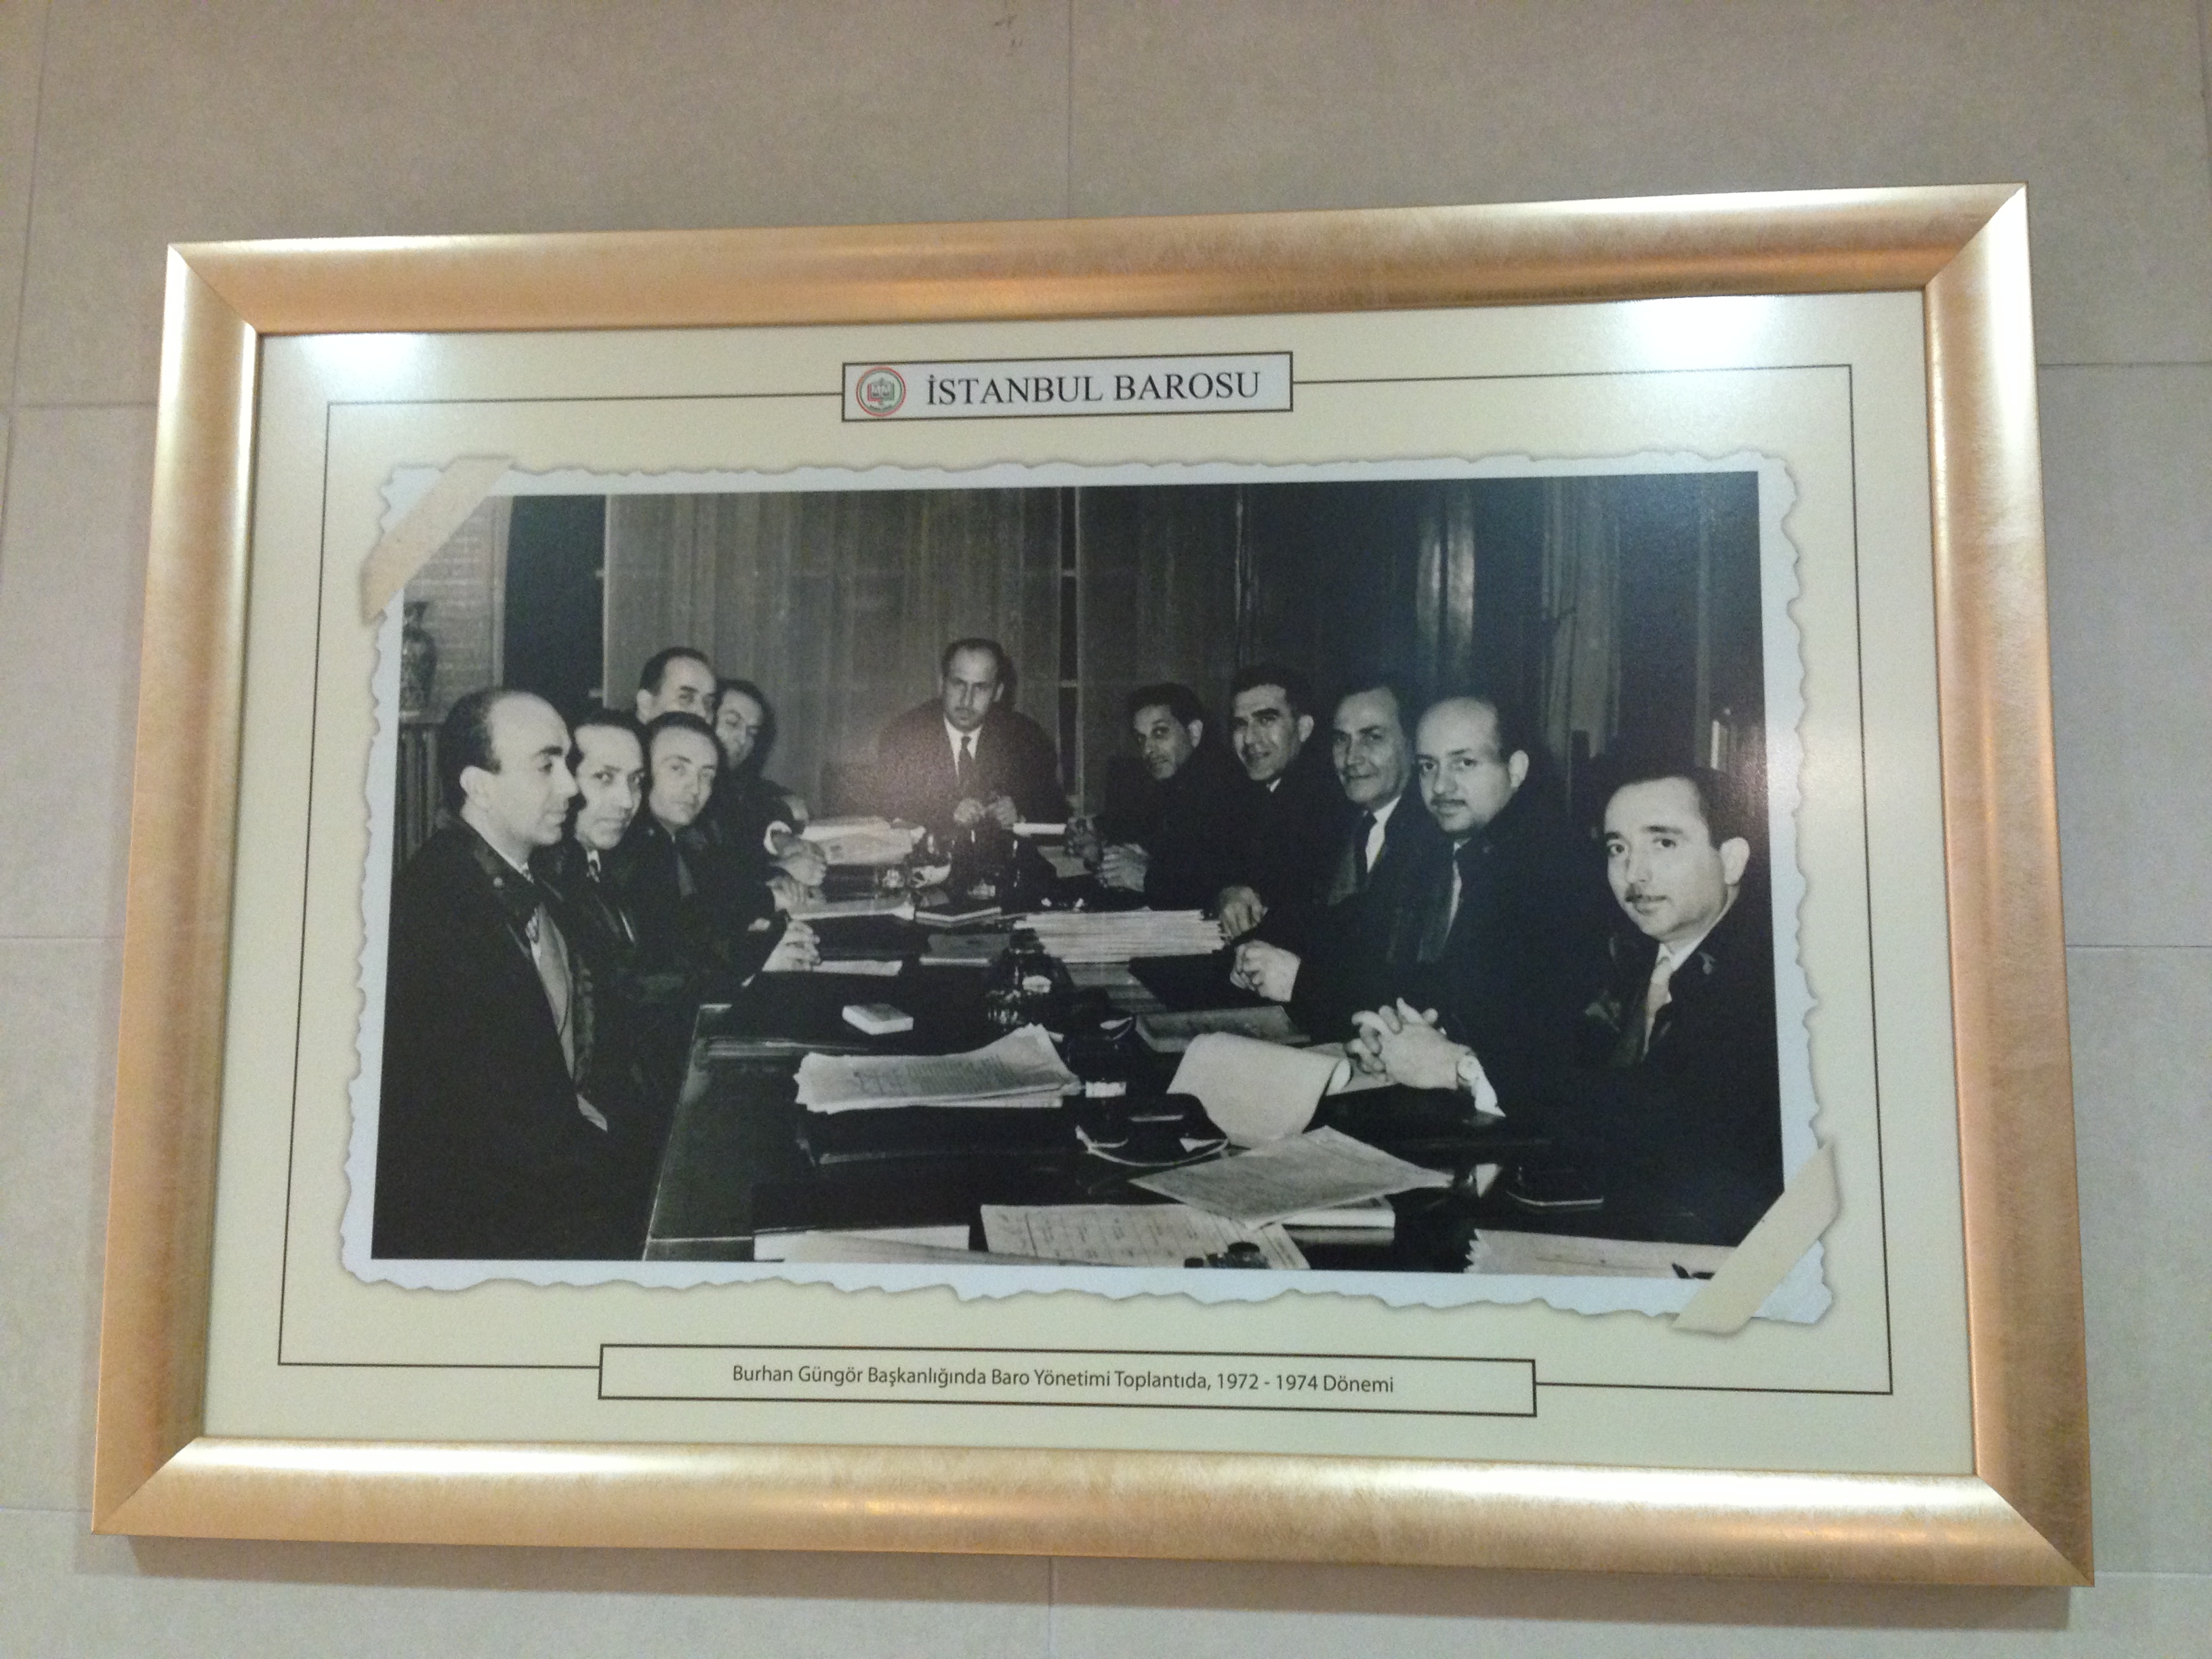 İSTANBUL BAROSU
Burhan Güngör Başkanlığında Baro Yönetimi Toplantıda, 1972 - 1974 Dönemi